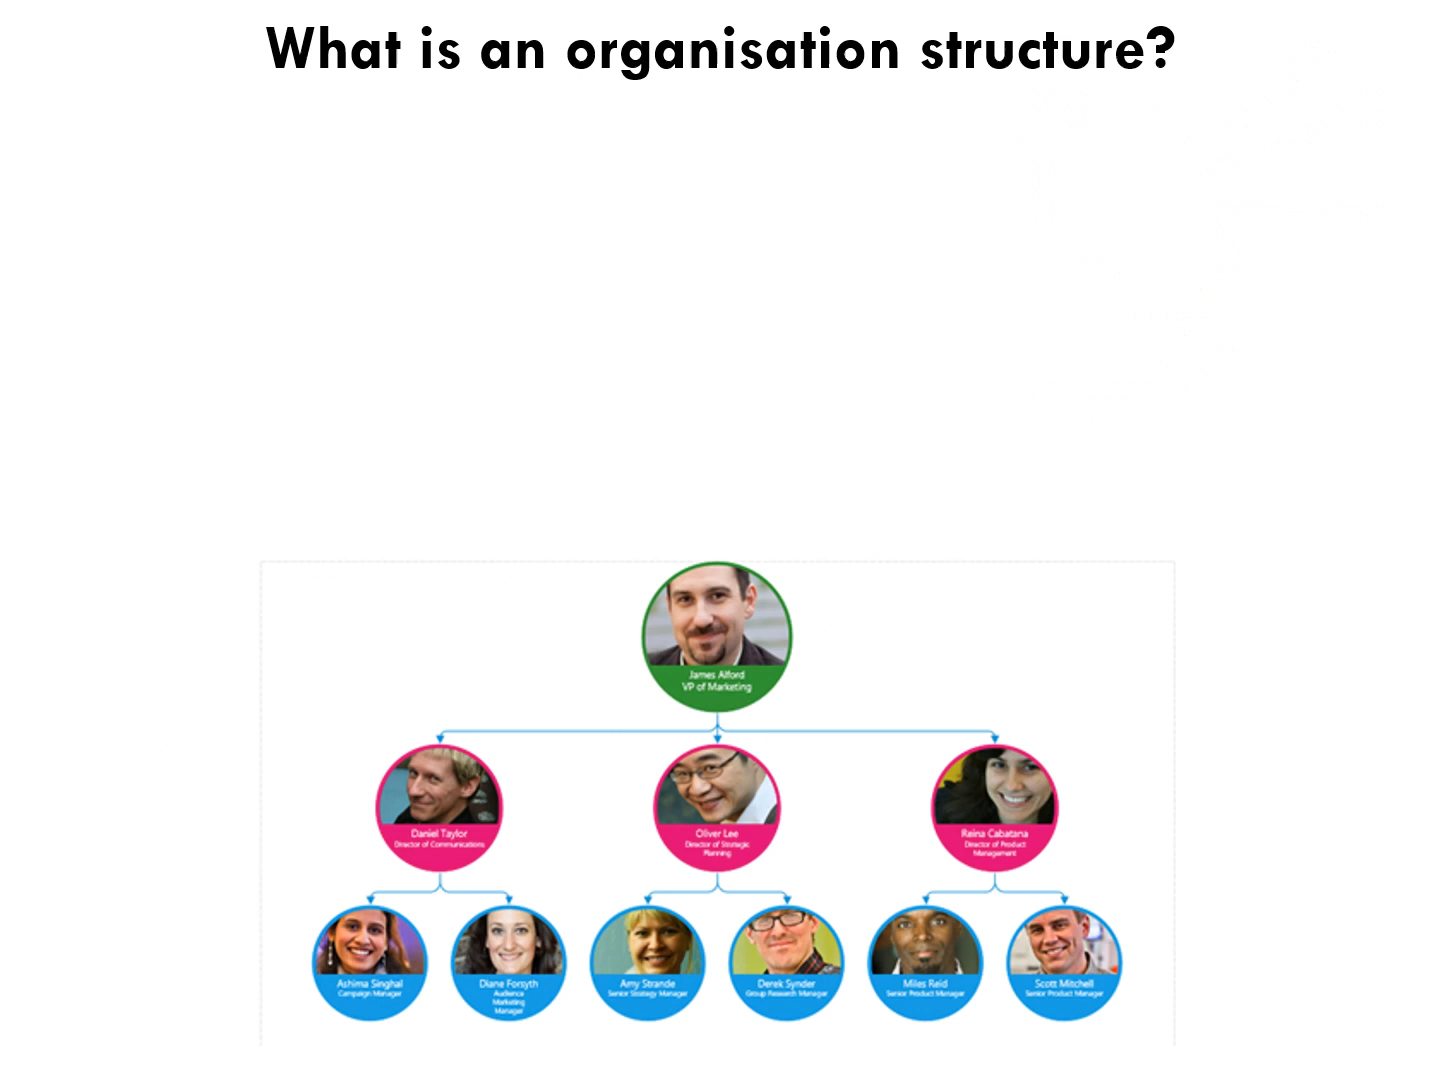 What is an organisation structure?
James Alford
VP of Marketing
Daniel Taylor
Director of Communications
Oliver Lee
Director of Strategic
Planning
Reina Cabatana
Director of Product
Management
Ashima Singhal
Campaign Manager
Diane Forsyth
Audience
Marketing
Manager
Amy Strande
Senior Strategy Manager
Derek Synder
Group Research Manager
Miles Reid
Senior Product Manager
Scott Mitchell
Senior Product Manager